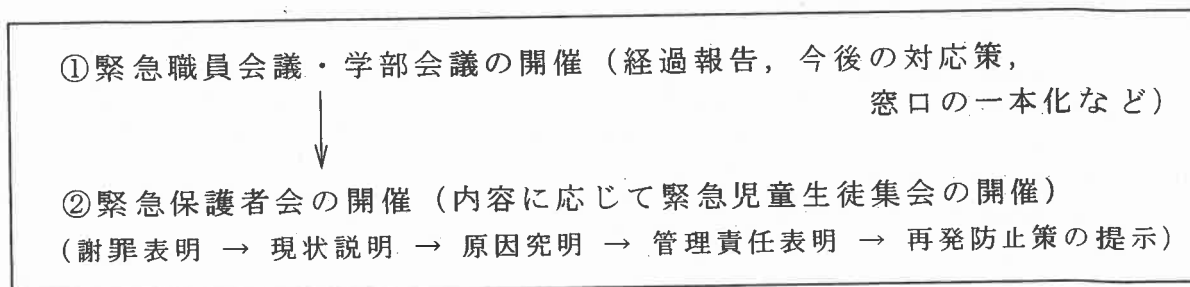 ①緊急職員会議・学部会議の開催（経過報告，今後の対応策，
窓口の一本化など）
②緊急保護者会の開催（内容に応じて緊急児童生徒集会の開催）
（謝罪表明 → 現状説明 → 原因究明 → 管理責任表明 → 再発防止策の提示）